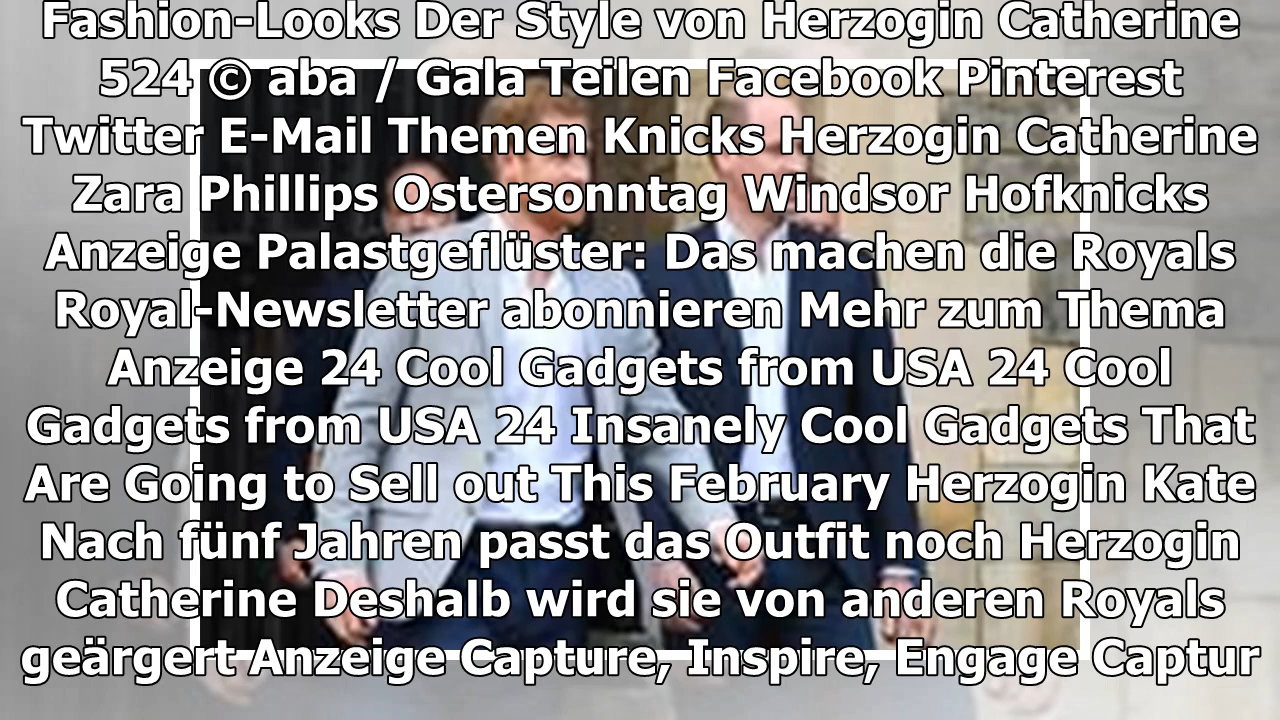 Fashion-Looks Der Style von Herzogin Catherine
524 © aba / Gala Teilen Facebook Pinterest
Twitter E-Mail Themen Knicks Herzogin Catherine
Zara Phillips Ostersonntag Windsor Hofknicks
Anzeige Palastgeflüster: Das machen die Royals
Royal-Newsletter abonnieren Mehr zum Thema
Anzeige 24 Cool Gadgets from USA 24 Cool
Gadgets from USA 24 Insanely Cool Gadgets That
Are Going to Sell out This February Herzogin Kate
Nach fünf Jahren passt das Outfit noch Herzogin
Catherine Deshalb wird sie von anderen Royals
geärgert Anzeige Capture, Inspire, Engage Captur